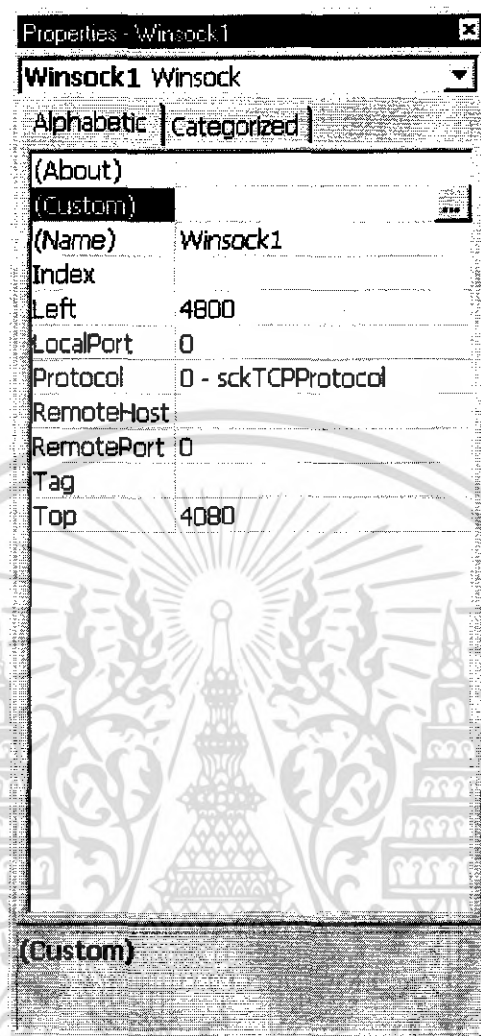 Properties - Winsock1
Winsock1 Winsock
Alphabetic Categorized
(About)
(Custom) ...
(Name) Winsock1
Index
Left 4800
LocalPort 0
Protocol 0 - sckTCPProtocol
RemoteHost
RemotePort 0
Tag
Top 4080
(Custom)